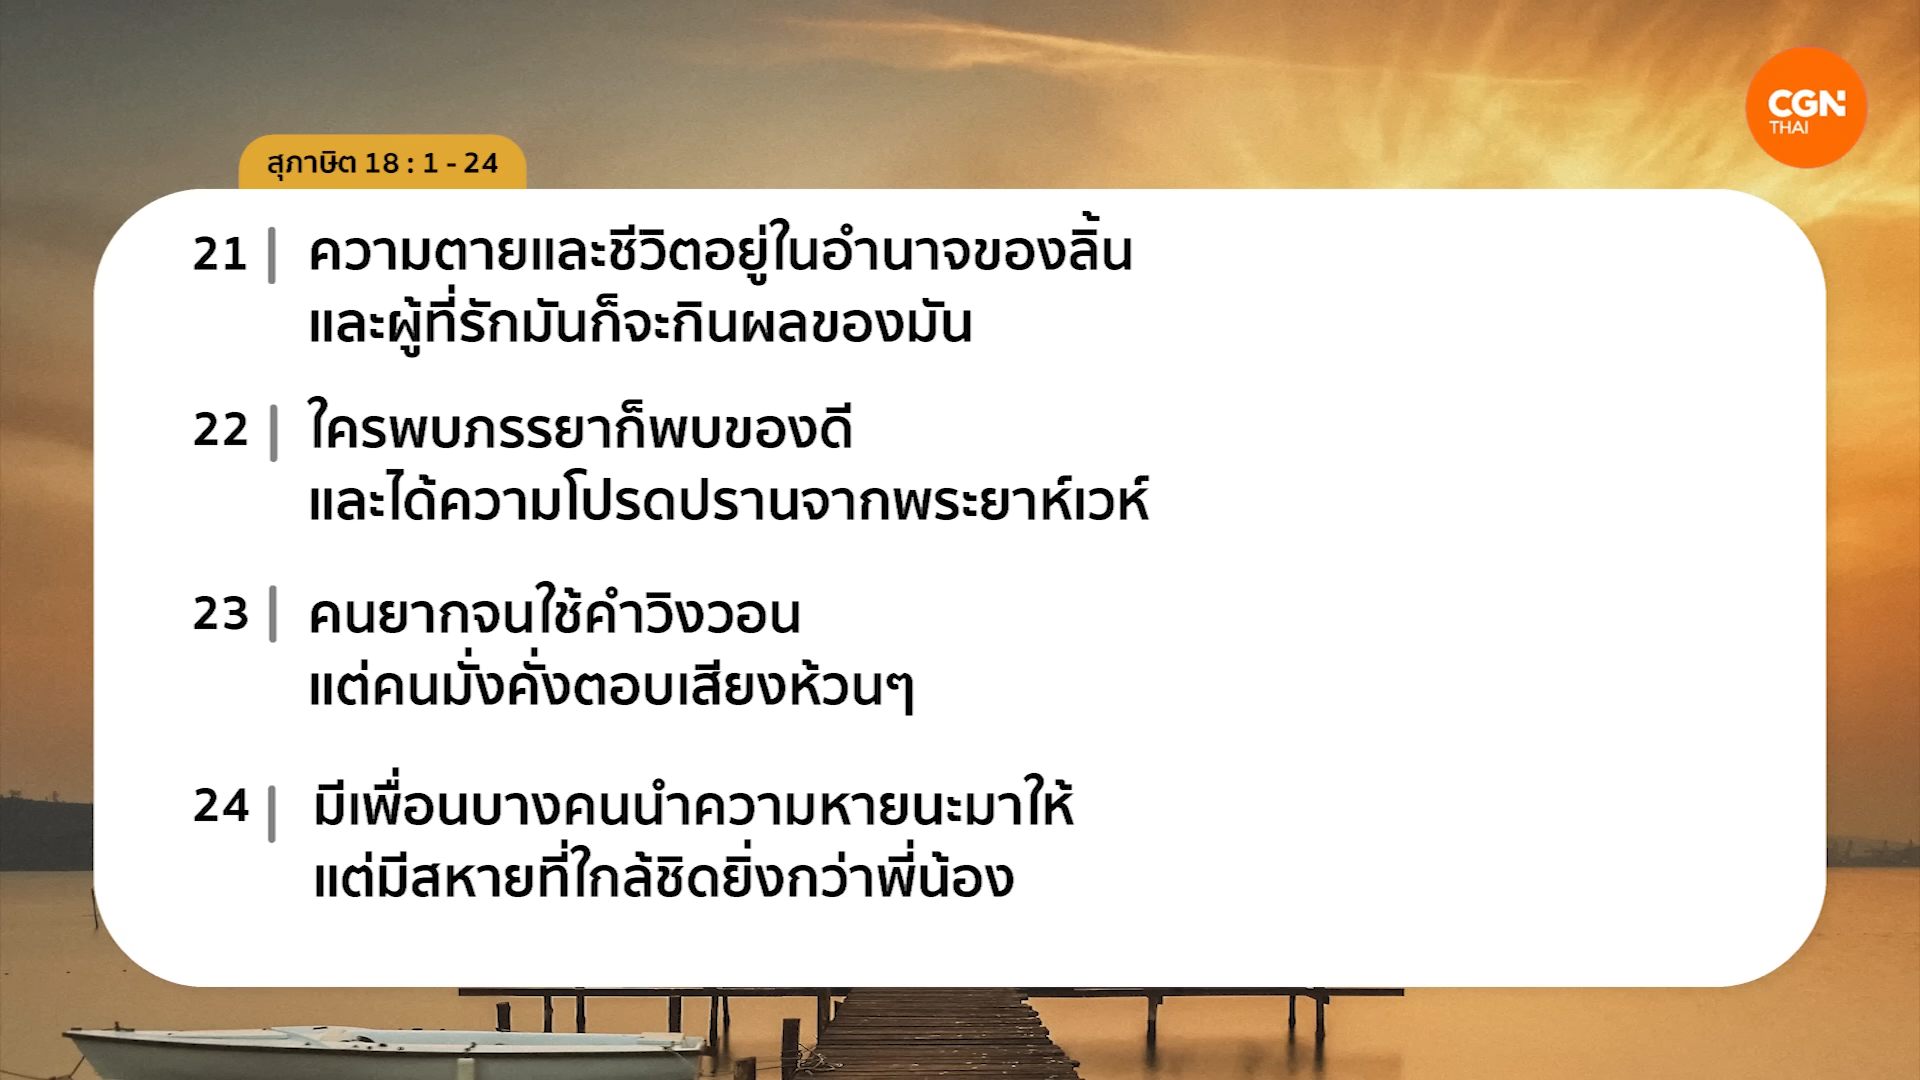 CGN
THAI
สุภาษิต 18 : 1 - 24
21 ความตายและชีวิตอยู่ในอำนาจของลิ้น
และผู้ที่รักมันก็จะกินผลของมัน
22 ใครพบภรรยาก็พบของดี
และได้ความโปรดปรานจากพระยาห์เวห์
23 คนยากจนใช้คำวิงวอน
แต่คนมั่งคั่งตอบเสียงห้วนๆ
24 มีเพื่อนบางคนนำความหายนะมาให้
แต่มีสหายที่ใกล้ชิดยิ่งกว่าพี่น้อง